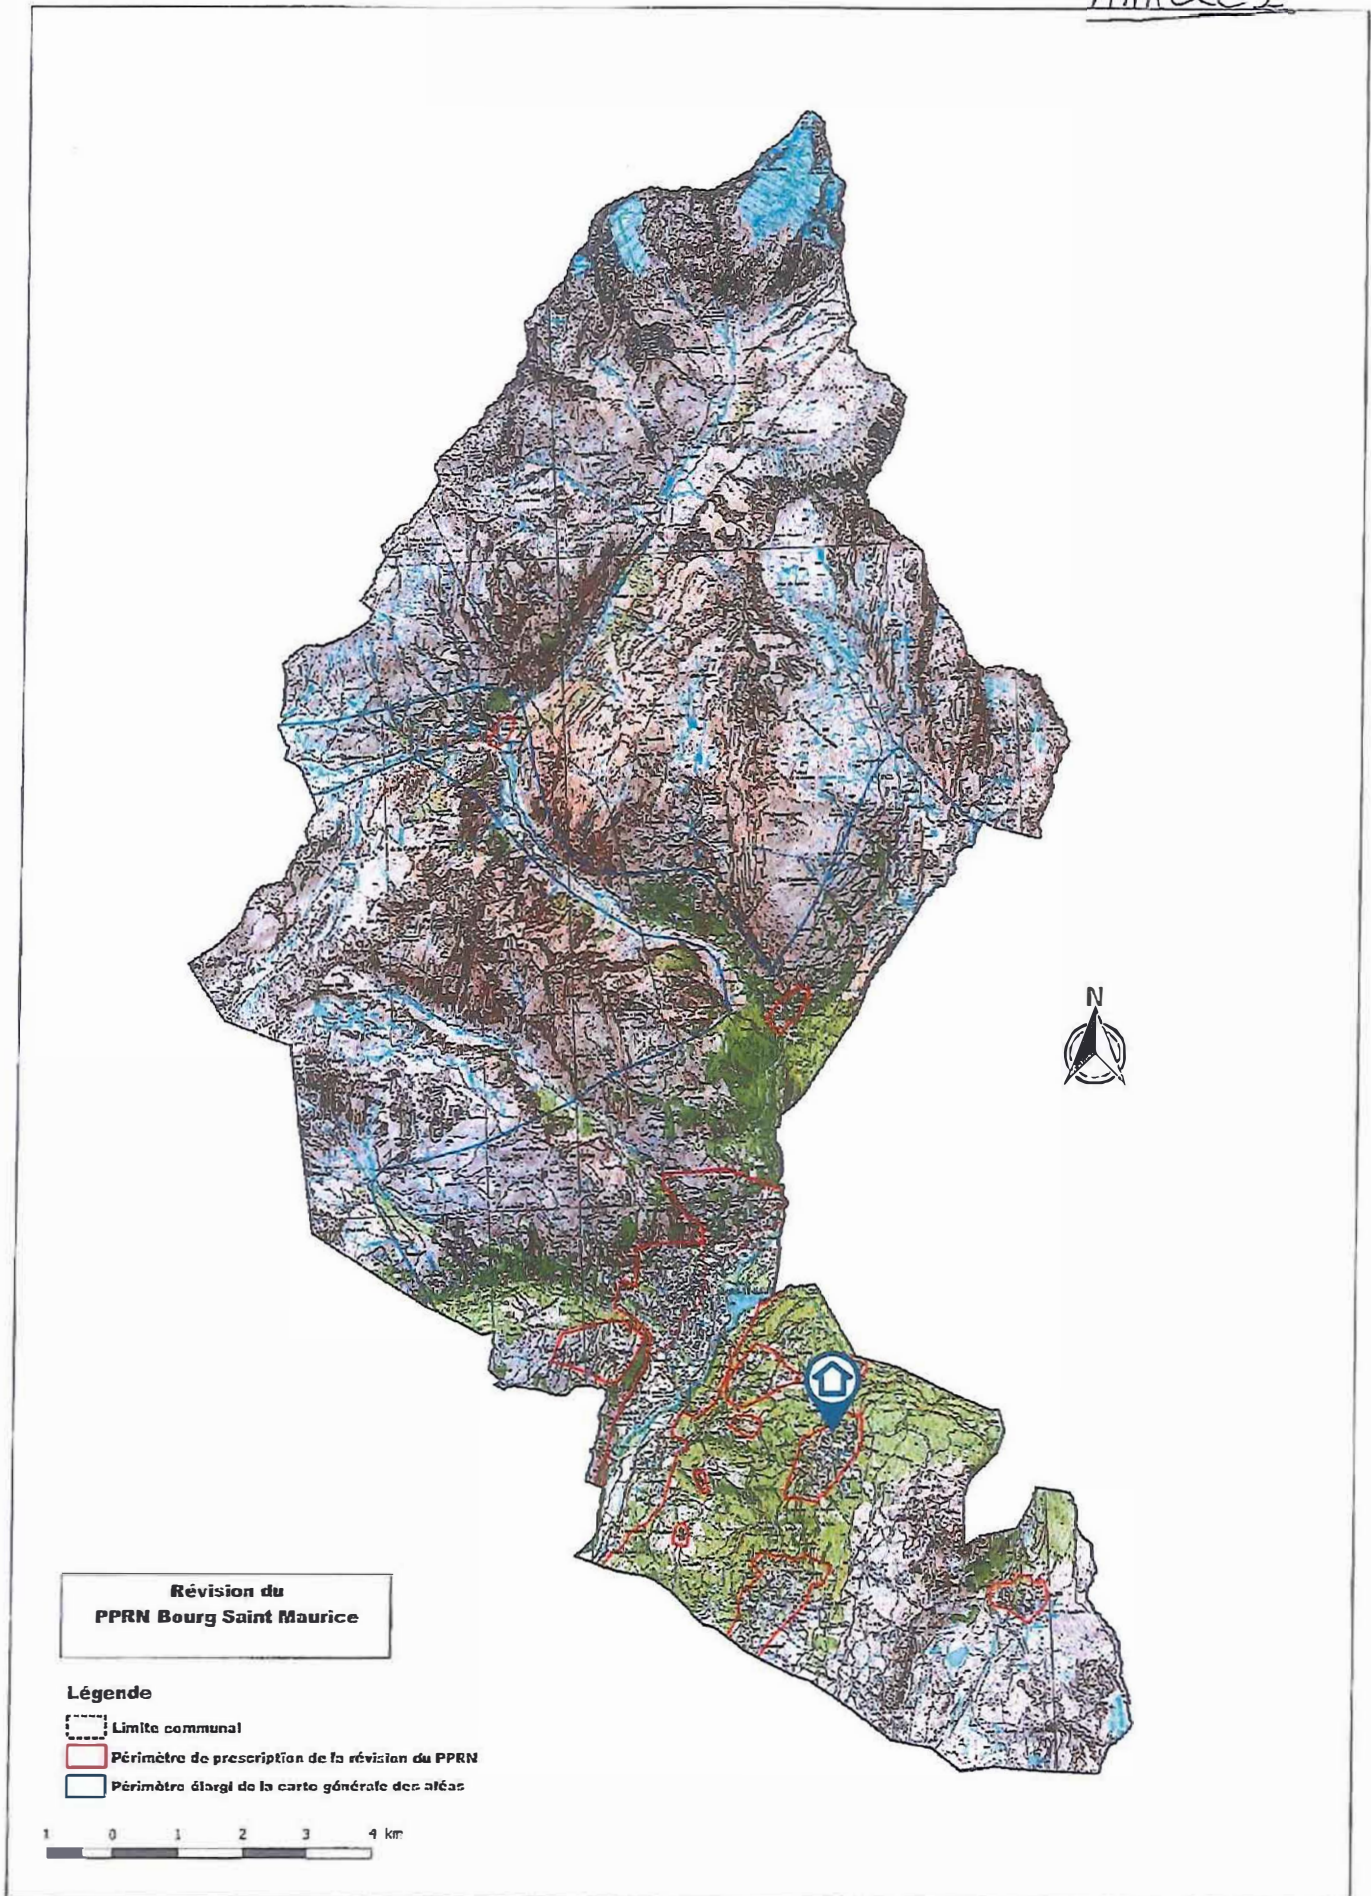 N
Révision du
PPRN Bourg Saint Maurice
Légende
Limite communal
Périmètre de prescription de la révision du PPRN
Périmètre élargi de la carte générale des aléas
1 0 1 2 3 4 km